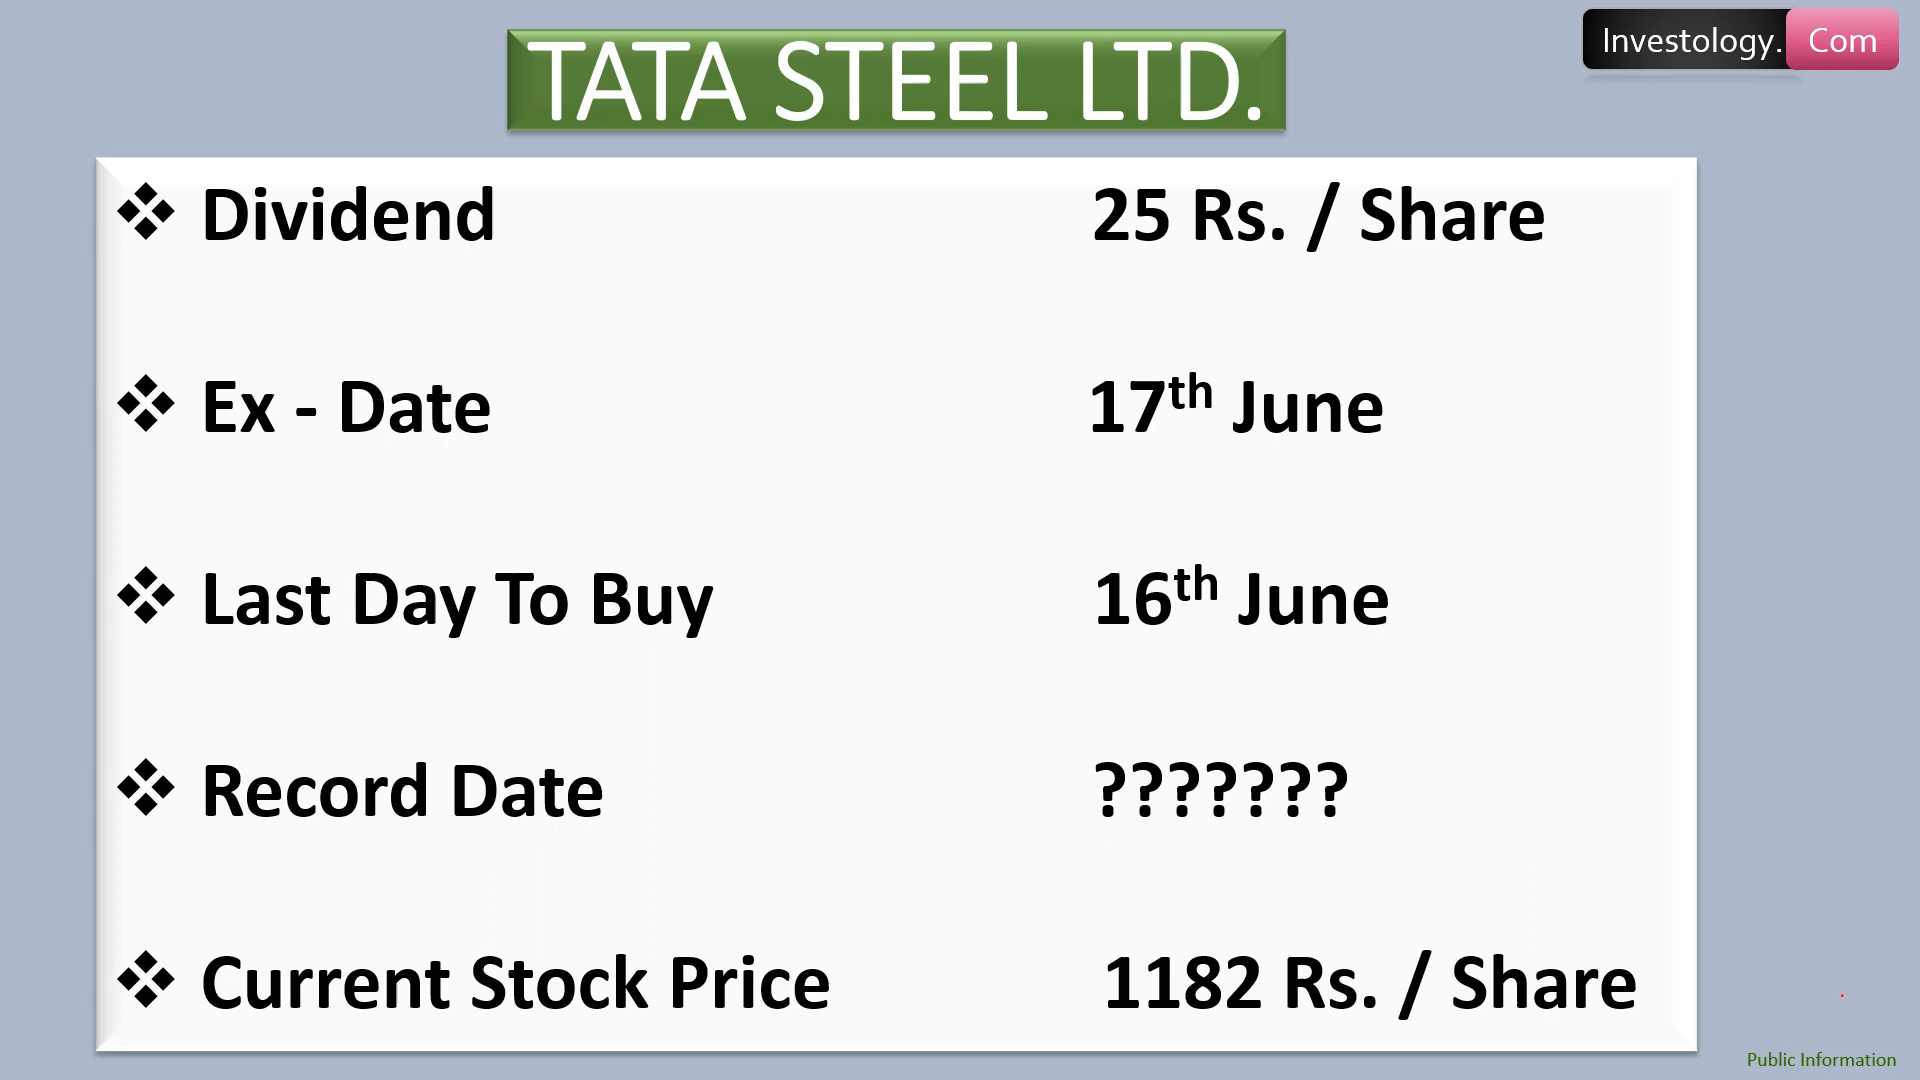 TATA STEEL LTD.
Investology. Com
❖ Dividend 25 Rs. / Share
❖ Ex - Date 17th June
❖ Last Day To Buy 16th June
❖ Record Date ???????
❖ Current Stock Price 1182 Rs. / Share
Public Information